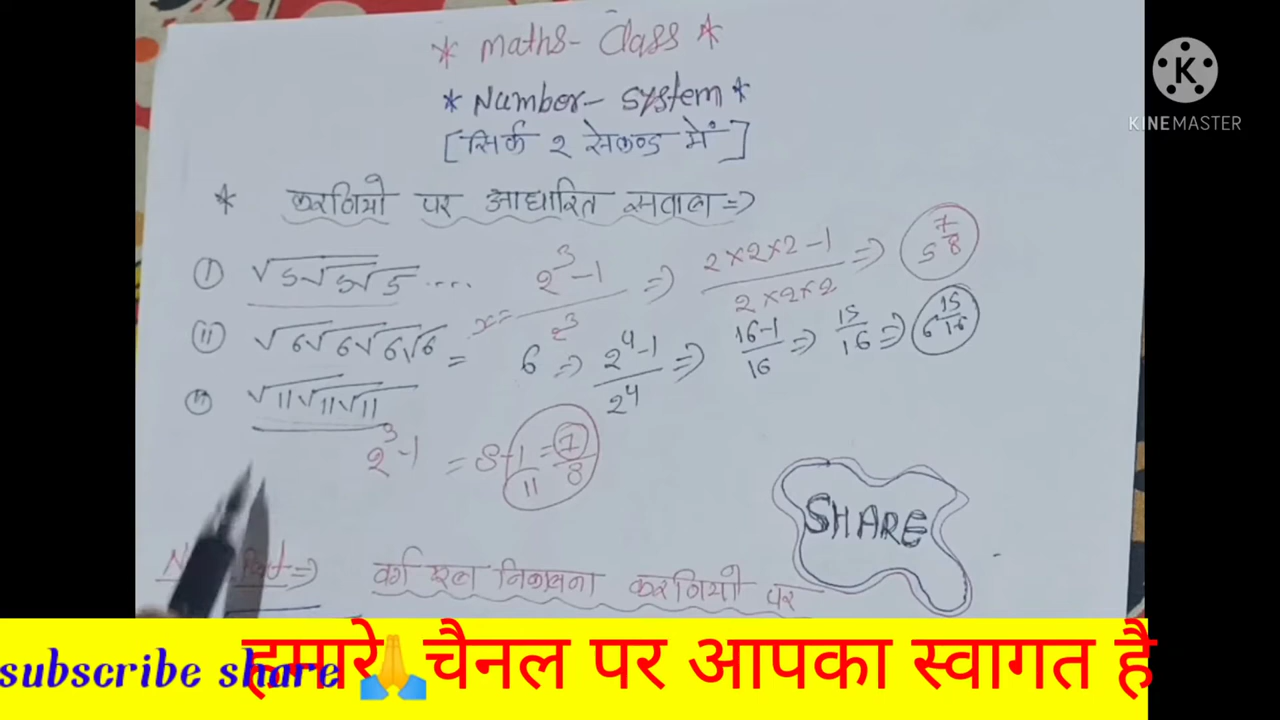 * Maths - Class *
* Number - System *
[सिर्फ 2 सेकण्ड में]
* करणियो पर आधारित सवाल =>
① √5√5√5 .... x = 2³-1 / 2³ => 2×2×2-1 / 2×2×2 => 5^7/8
② √6√6√6√6 = 6 => 2⁴-1 / 2⁴ => 16-1 / 16 => 15/16 => 6^15/16
√11√11√11
2³-1 = 8-1 = 7/8
11
SHARE
=> वर्ग मूल निकालना करणियो पर
KINEMASTER
subscribe share
हमारे🙏चैनल पर आपका स्वागत है